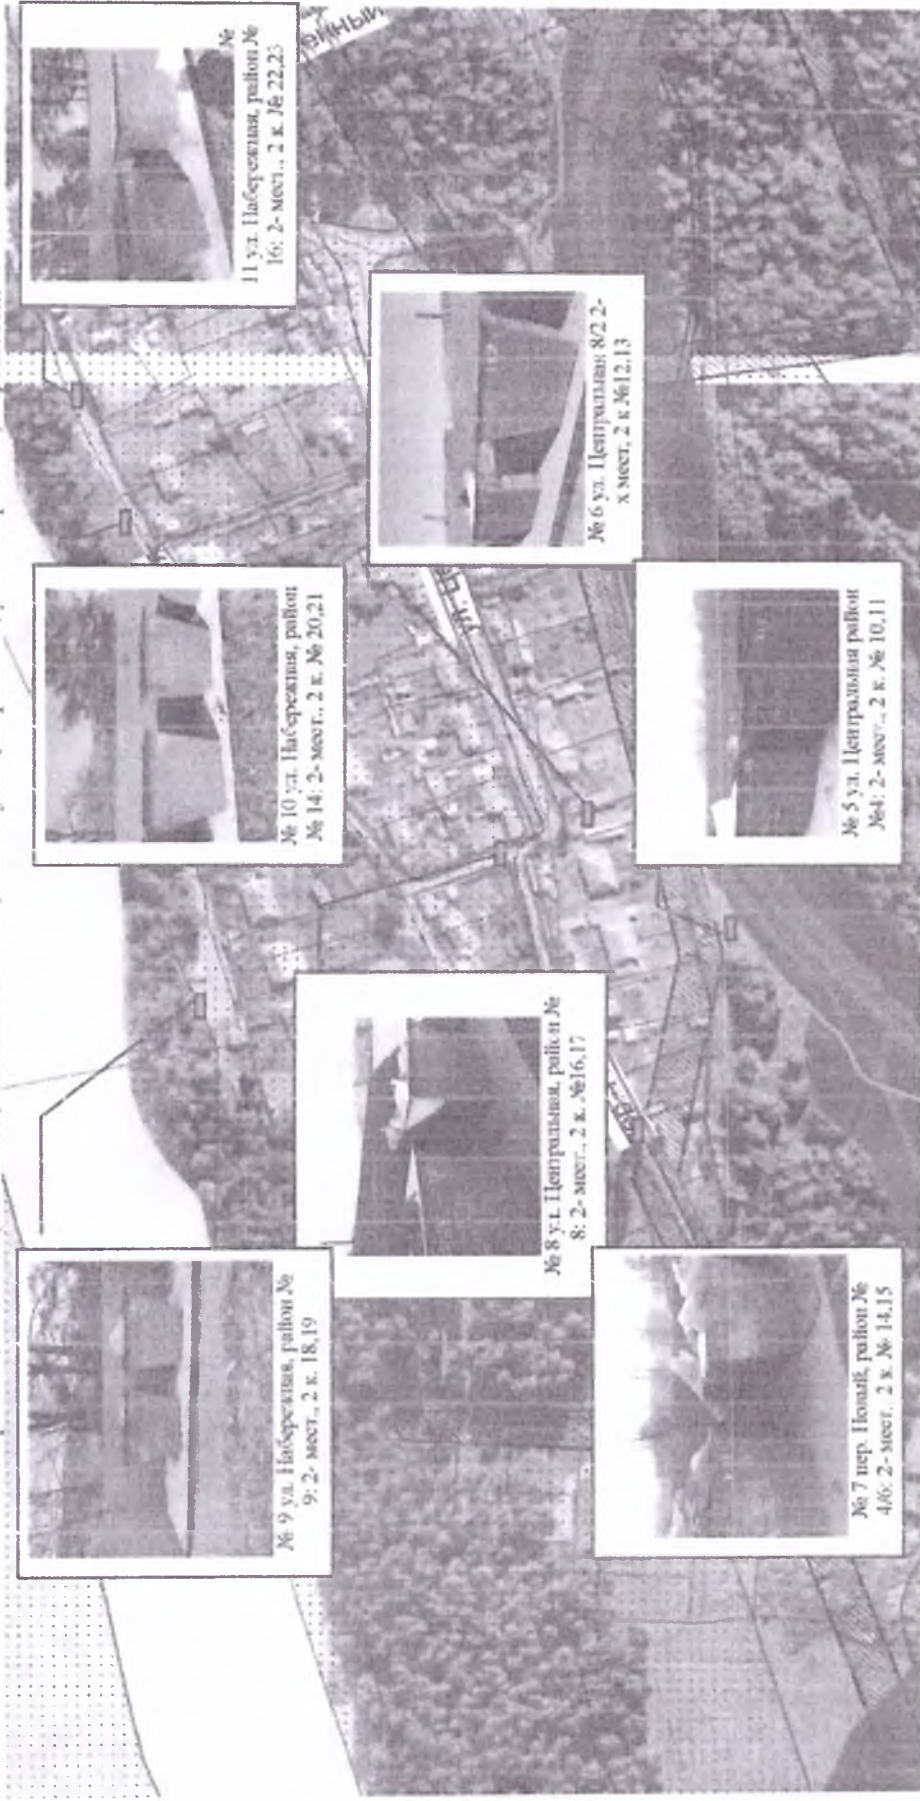 № 9 ул. Набережная, район №
9: 2- мест., 2 к. 18,19
№ 10 ул. Набережная, район
№ 14: 2- мест., 2 к. № 20,21
11 ул. Набережная, район №
16: 2- мест., 2 к. № 22,23
№ 8 ул. Центральная, район №
8: 2- мест., 2 к. №16,17
№ 6 ул. Центральная 8/2 2-
х мест. 2 к №12,13
№ 7 пер. Новый, район №
4/6: 2- мест., 2 к. № 14,15
№ 5 ул. Центральная район
№4: 2- мест., 2 к. № 10,11